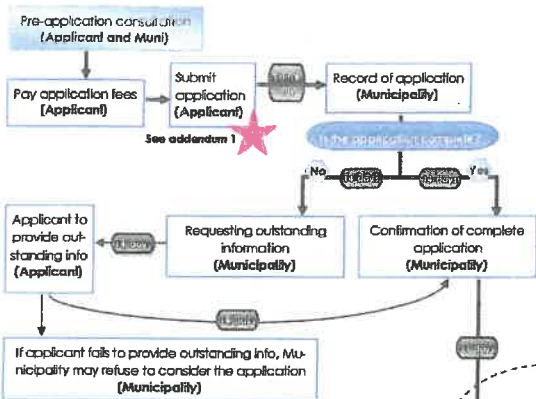 Pre-application consultation
(Applicant and Muni)
Pay application fees
(Applicant)
Submit
application
(Applicant)
See addendum 1
Record of application
(Municipality)
Is the application complete?
No
Yes
Applicant to
provide out-
standing info
(Applicant)
Requesting outstanding
information
(Municipality)
Confirmation of complete
application
(Municipality)
If applicant fails to provide outstanding info, Mu-
nicipality may refuse to consider the application
(Municipality)